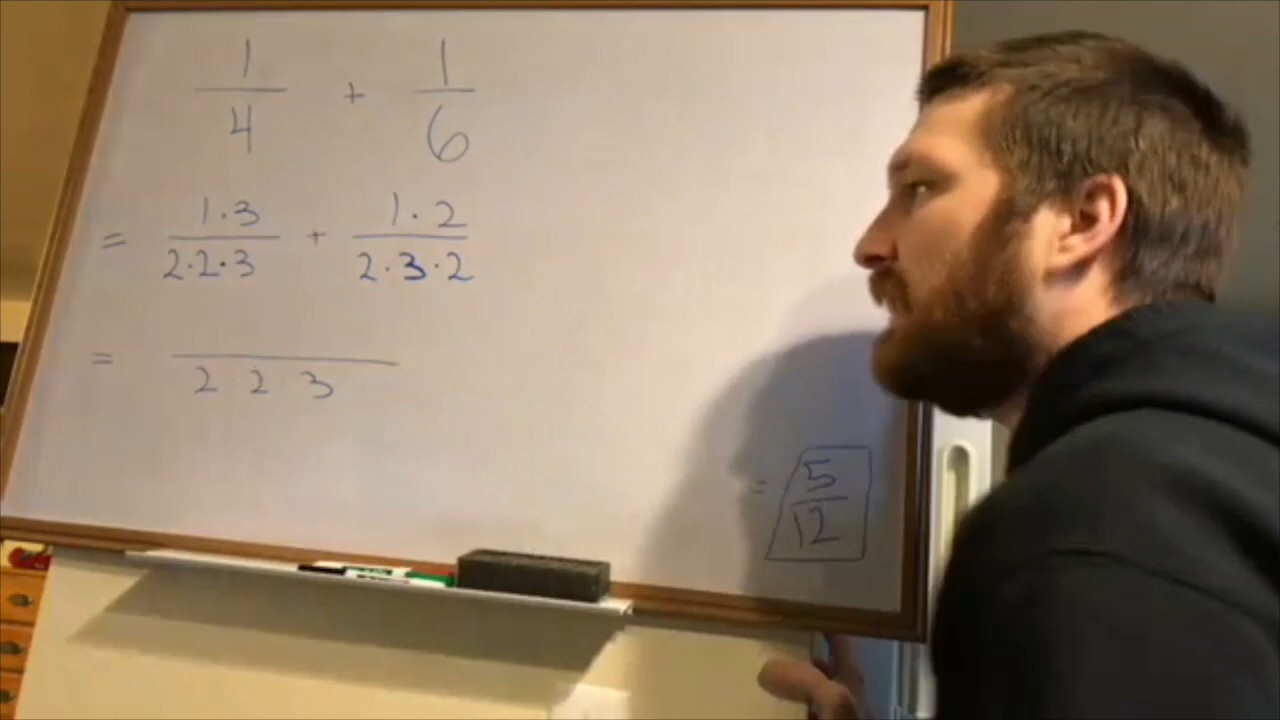 1/4 + 1/6
= 1·3/2·2·3 + 1·2/2·3·2
= /2 2 3
= 5/12